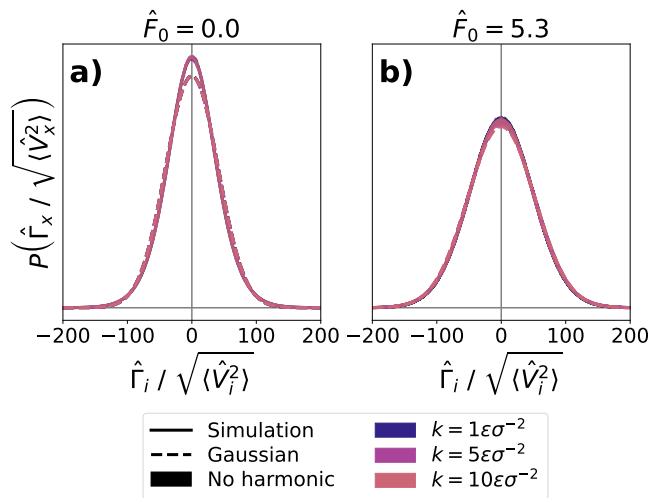 F̂₀ = 0.0
F̂₀ = 5.3
a)
b)
P(Γ̂ₓ / √⟨V̂ₓ²⟩)
−200 −100 0 100 200
−200 −100 0 100 200
Γ̂ᵢ / √⟨V̂ᵢ²⟩
Γ̂ᵢ / √⟨V̂ᵢ²⟩
Simulation
Gaussian
No harmonic
k = 1εσ⁻²
k = 5εσ⁻²
k = 10εσ⁻²